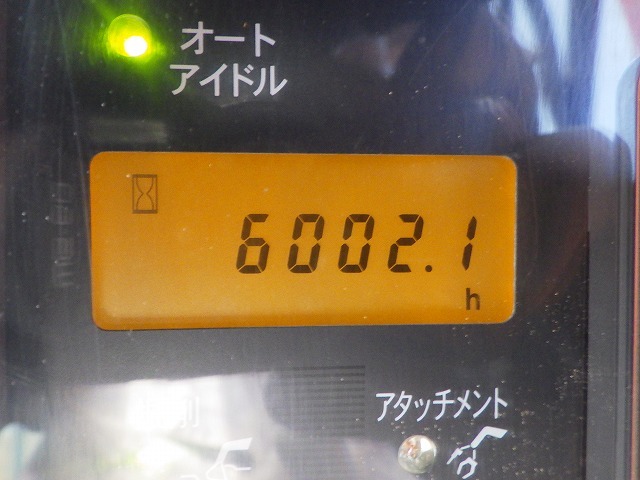 オート
アイドル
6002.1
h
アタッチメント